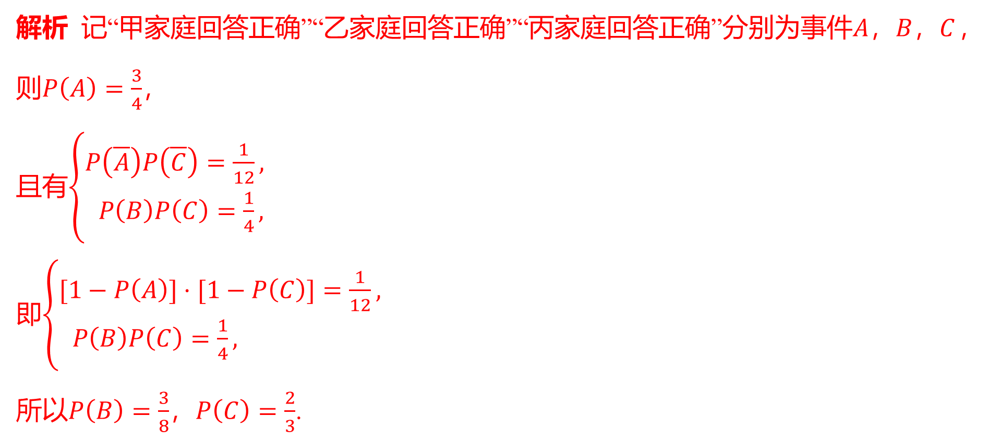 解析 记“甲家庭回答正确”“乙家庭回答正确”“丙家庭回答正确”分别为事件A，B，C，
则P(A)=\frac{3}{4}，
且有\begin{cases} P(\overline{A})P(\overline{C})=\frac{1}{12}, \\ P(B)P(C)=\frac{1}{4}, \end{cases}
即\begin{cases} [1-P(A)]·[1-P(C)]=\frac{1}{12}, \\ P(B)P(C)=\frac{1}{4}, \end{cases}
所以P(B)=\frac{3}{8}，P(C)=\frac{2}{3}.